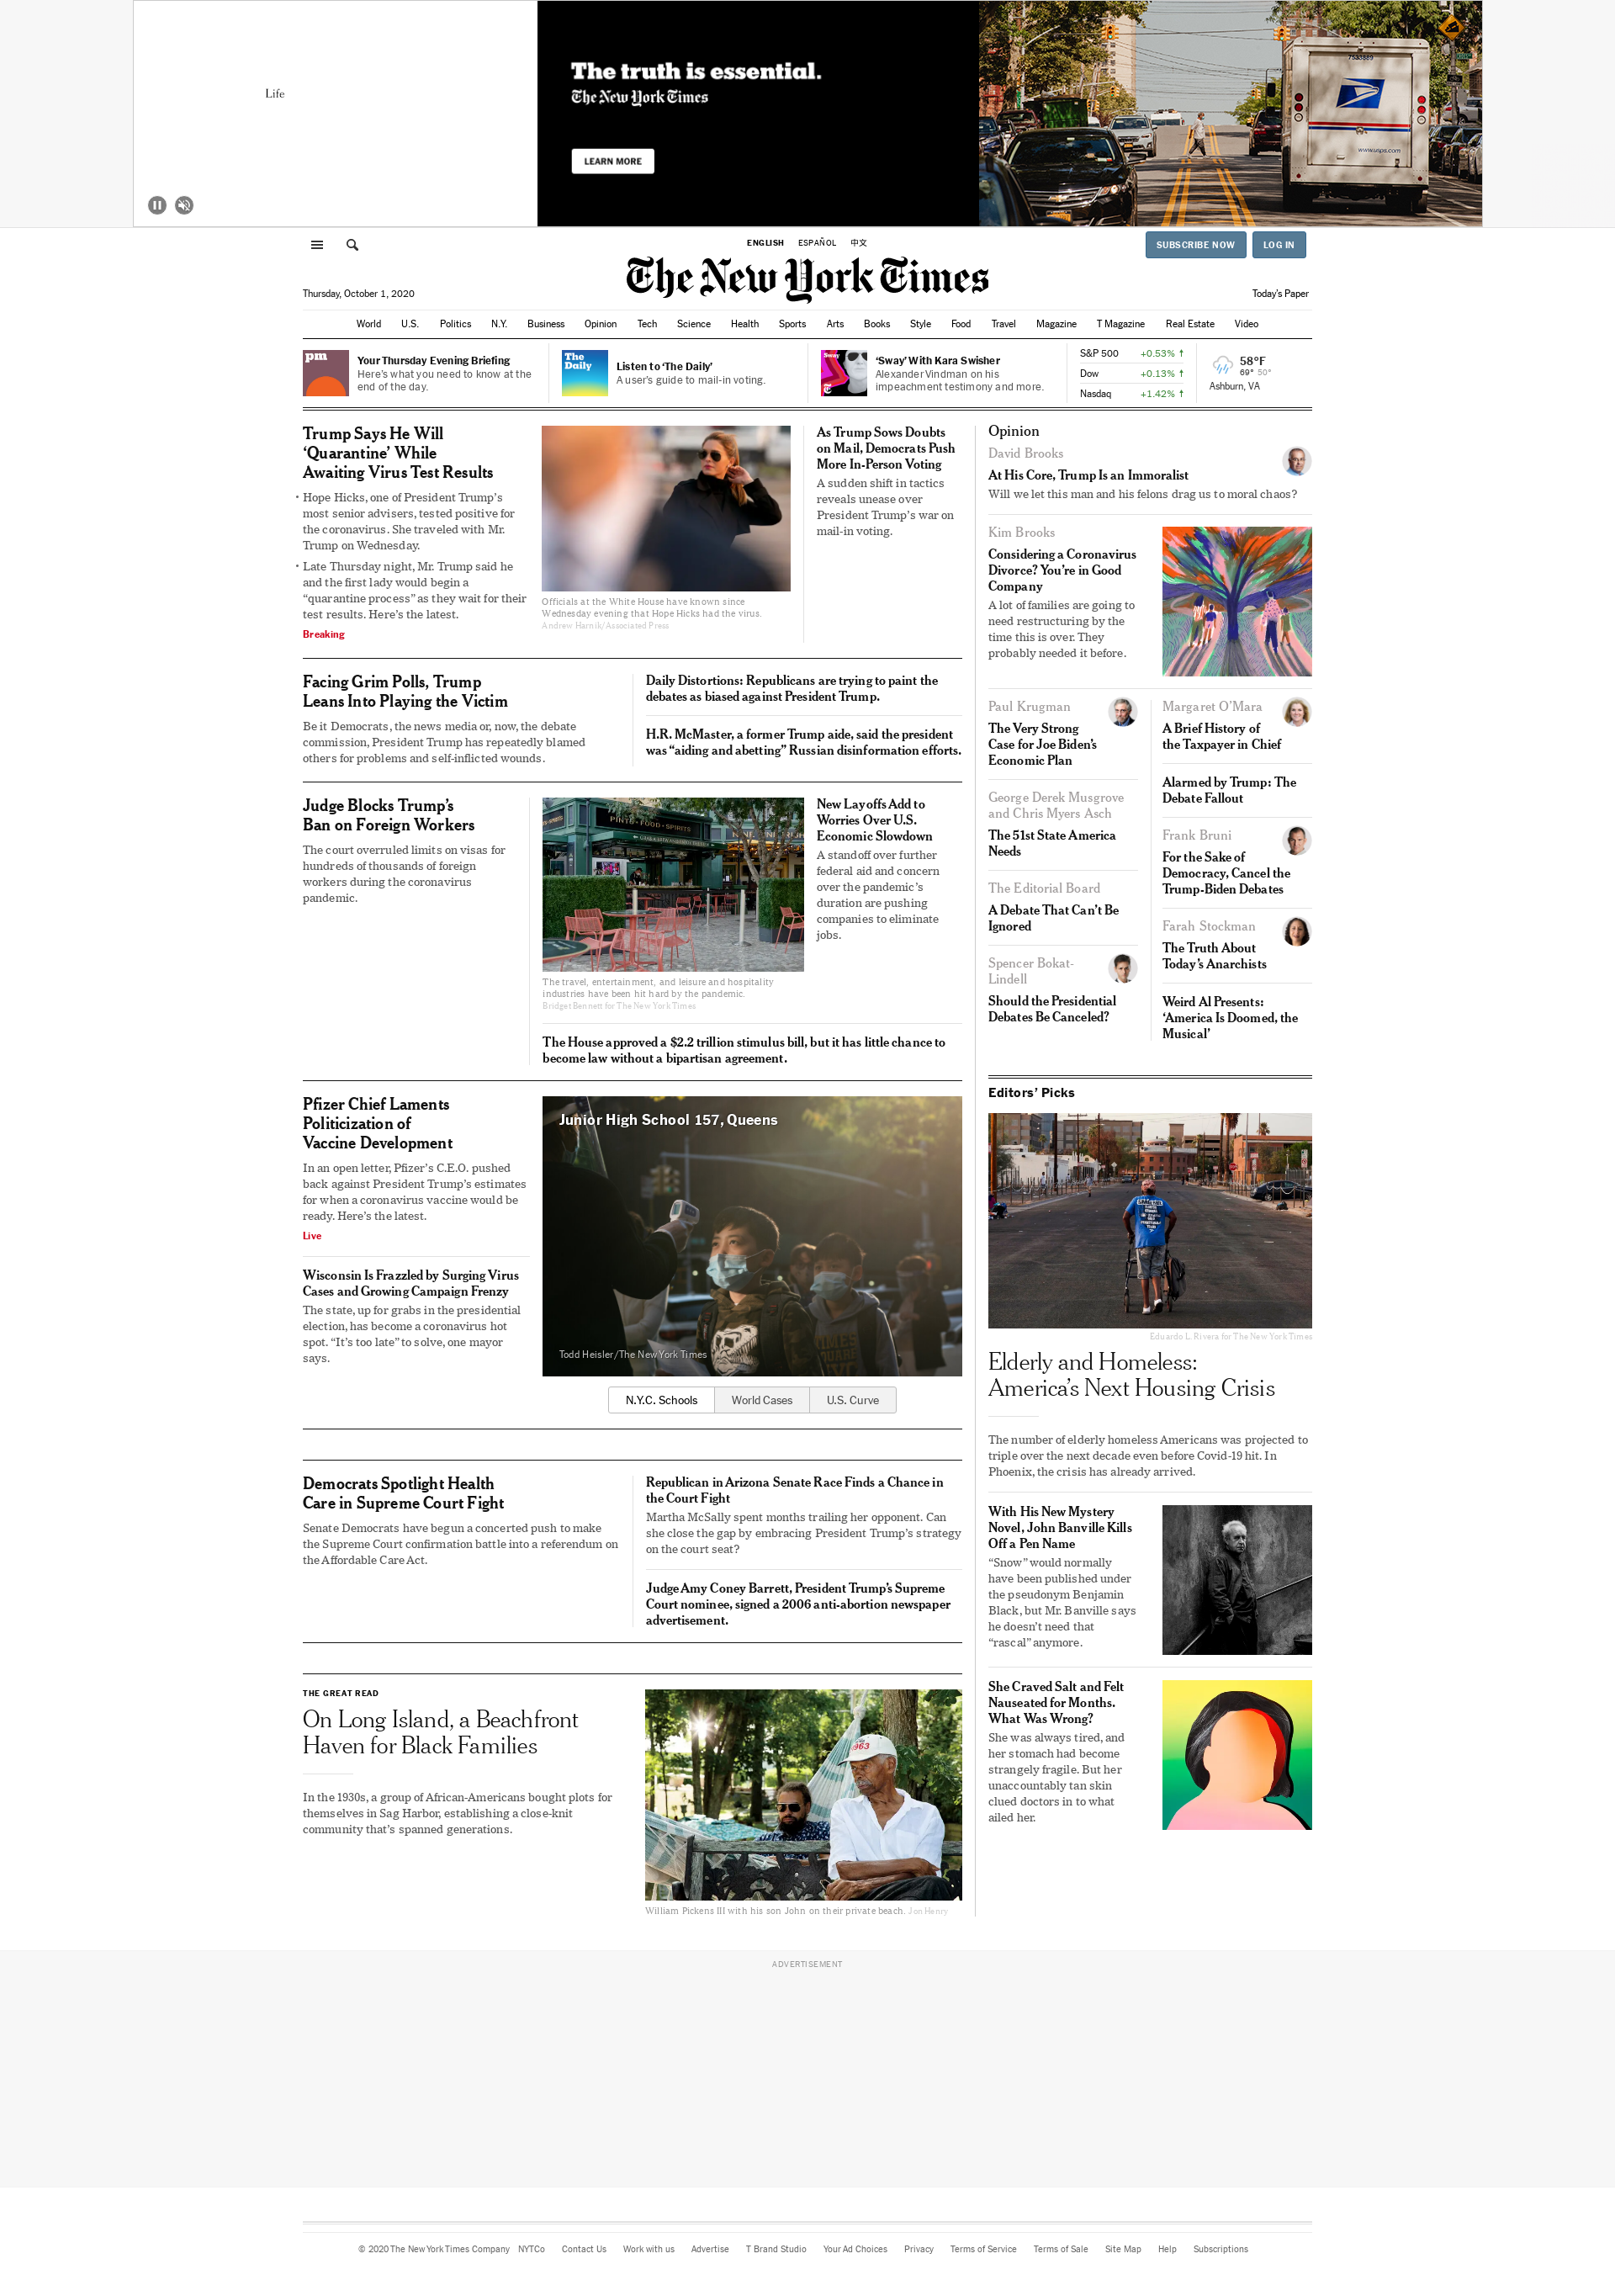 Life
The truth is essential.
The New York Times
LEARN MORE
7533889
www.usps.com
ENGLISH ESPAÑOL 中文
SUBSCRIBE NOW LOG IN
The New York Times
Thursday, October 1, 2020
Today's Paper
World U.S. Politics N.Y. Business Opinion Tech Science Health Sports Arts Books Style Food Travel Magazine T Magazine Real Estate Video
pm
Your Thursday Evening Briefing
Here's what you need to know at the
end of the day.
The
Daily
Listen to ‘The Daily’
A user's guide to mail-in voting.
Sway
‘Sway’ With Kara Swisher
Alexander Vindman on his
impeachment testimony and more.
S&P 500 +0.53% ↑
Dow +0.13% ↑
Nasdaq +1.42% ↑
58°F
69° 50°
Ashburn, VA
Trump Says He Will
‘Quarantine’ While
Awaiting Virus Test Results
• Hope Hicks, one of President Trump's
most senior advisers, tested positive for
the coronavirus. She traveled with Mr.
Trump on Wednesday.
• Late Thursday night, Mr. Trump said he
and the first lady would begin a
“quarantine process” as they wait for their
test results. Here's the latest.
Breaking
Officials at the White House have known since
Wednesday evening that Hope Hicks had the virus.
Andrew Harnik/Associated Press
As Trump Sows Doubts
on Mail, Democrats Push
More In-Person Voting
A sudden shift in tactics
reveals unease over
President Trump's war on
mail-in voting.
Facing Grim Polls, Trump
Leans Into Playing the Victim
Be it Democrats, the news media or, now, the debate
commission, President Trump has repeatedly blamed
others for problems and self-inflicted wounds.
Daily Distortions: Republicans are trying to paint the
debates as biased against President Trump.
H.R. McMaster, a former Trump aide, said the president
was “aiding and abetting” Russian disinformation efforts.
Judge Blocks Trump's
Ban on Foreign Workers
The court overruled limits on visas for
hundreds of thousands of foreign
workers during the coronavirus
pandemic.
PINTS·FOOD·SPIRITS
The travel, entertainment, and leisure and hospitality
industries have been hit hard by the pandemic.
Bridget Bennett for The New York Times
New Layoffs Add to
Worries Over U.S.
Economic Slowdown
A standoff over further
federal aid and concern
over the pandemic's
duration are pushing
companies to eliminate
jobs.
The House approved a $2.2 trillion stimulus bill, but it has little chance to
become law without a bipartisan agreement.
Pfizer Chief Laments
Politicization of
Vaccine Development
In an open letter, Pfizer's C.E.O. pushed
back against President Trump's estimates
for when a coronavirus vaccine would be
ready. Here's the latest.
Live
Wisconsin Is Frazzled by Surging Virus
Cases and Growing Campaign Frenzy
The state, up for grabs in the presidential
election, has become a coronavirus hot
spot. “It's too late” to solve, one mayor
says.
Junior High School 157, Queens
Todd Heisler/The New York Times
N.Y.C. Schools World Cases U.S. Curve
Democrats Spotlight Health
Care in Supreme Court Fight
Senate Democrats have begun a concerted push to make
the Supreme Court confirmation battle into a referendum on
the Affordable Care Act.
Republican in Arizona Senate Race Finds a Chance in
the Court Fight
Martha McSally spent months trailing her opponent. Can
she close the gap by embracing President Trump's strategy
on the court seat?
Judge Amy Coney Barrett, President Trump's Supreme
Court nominee, signed a 2006 anti-abortion newspaper
advertisement.
THE GREAT READ
On Long Island, a Beachfront
Haven for Black Families
In the 1930s, a group of African-Americans bought plots for
themselves in Sag Harbor, establishing a close-knit
community that's spanned generations.
1963
William Pickens III with his son John on their private beach. Jon Henry
Opinion
David Brooks
At His Core, Trump Is an Immoralist
Will we let this man and his felons drag us to moral chaos?
Kim Brooks
Considering a Coronavirus
Divorce? You're in Good
Company
A lot of families are going to
need restructuring by the
time this is over. They
probably needed it before.
Paul Krugman
The Very Strong
Case for Joe Biden's
Economic Plan
George Derek Musgrove
and Chris Myers Asch
The 51st State America
Needs
The Editorial Board
A Debate That Can't Be
Ignored
Spencer Bokat-
Lindell
Should the Presidential
Debates Be Canceled?
Margaret O'Mara
A Brief History of
the Taxpayer in Chief
Alarmed by Trump: The
Debate Fallout
Frank Bruni
For the Sake of
Democracy, Cancel the
Trump-Biden Debates
Farah Stockman
The Truth About
Today's Anarchists
Weird Al Presents:
‘America Is Doomed, the
Musical’
Editors' Picks
Eduardo L. Rivera for The New York Times
Elderly and Homeless:
America's Next Housing Crisis
The number of elderly homeless Americans was projected to
triple over the next decade even before Covid-19 hit. In
Phoenix, the crisis has already arrived.
With His New Mystery
Novel, John Banville Kills
Off a Pen Name
“Snow” would normally
have been published under
the pseudonym Benjamin
Black, but Mr. Banville says
he doesn't need that
“rascal” anymore.
She Craved Salt and Felt
Nauseated for Months.
What Was Wrong?
She was always tired, and
her stomach had become
strangely fragile. But her
unaccountably tan skin
clued doctors in to what
ailed her.
ADVERTISEMENT
© 2020 The New York Times Company NYTCo Contact Us Work with us Advertise T Brand Studio Your Ad Choices Privacy Terms of Service Terms of Sale Site Map Help Subscriptions